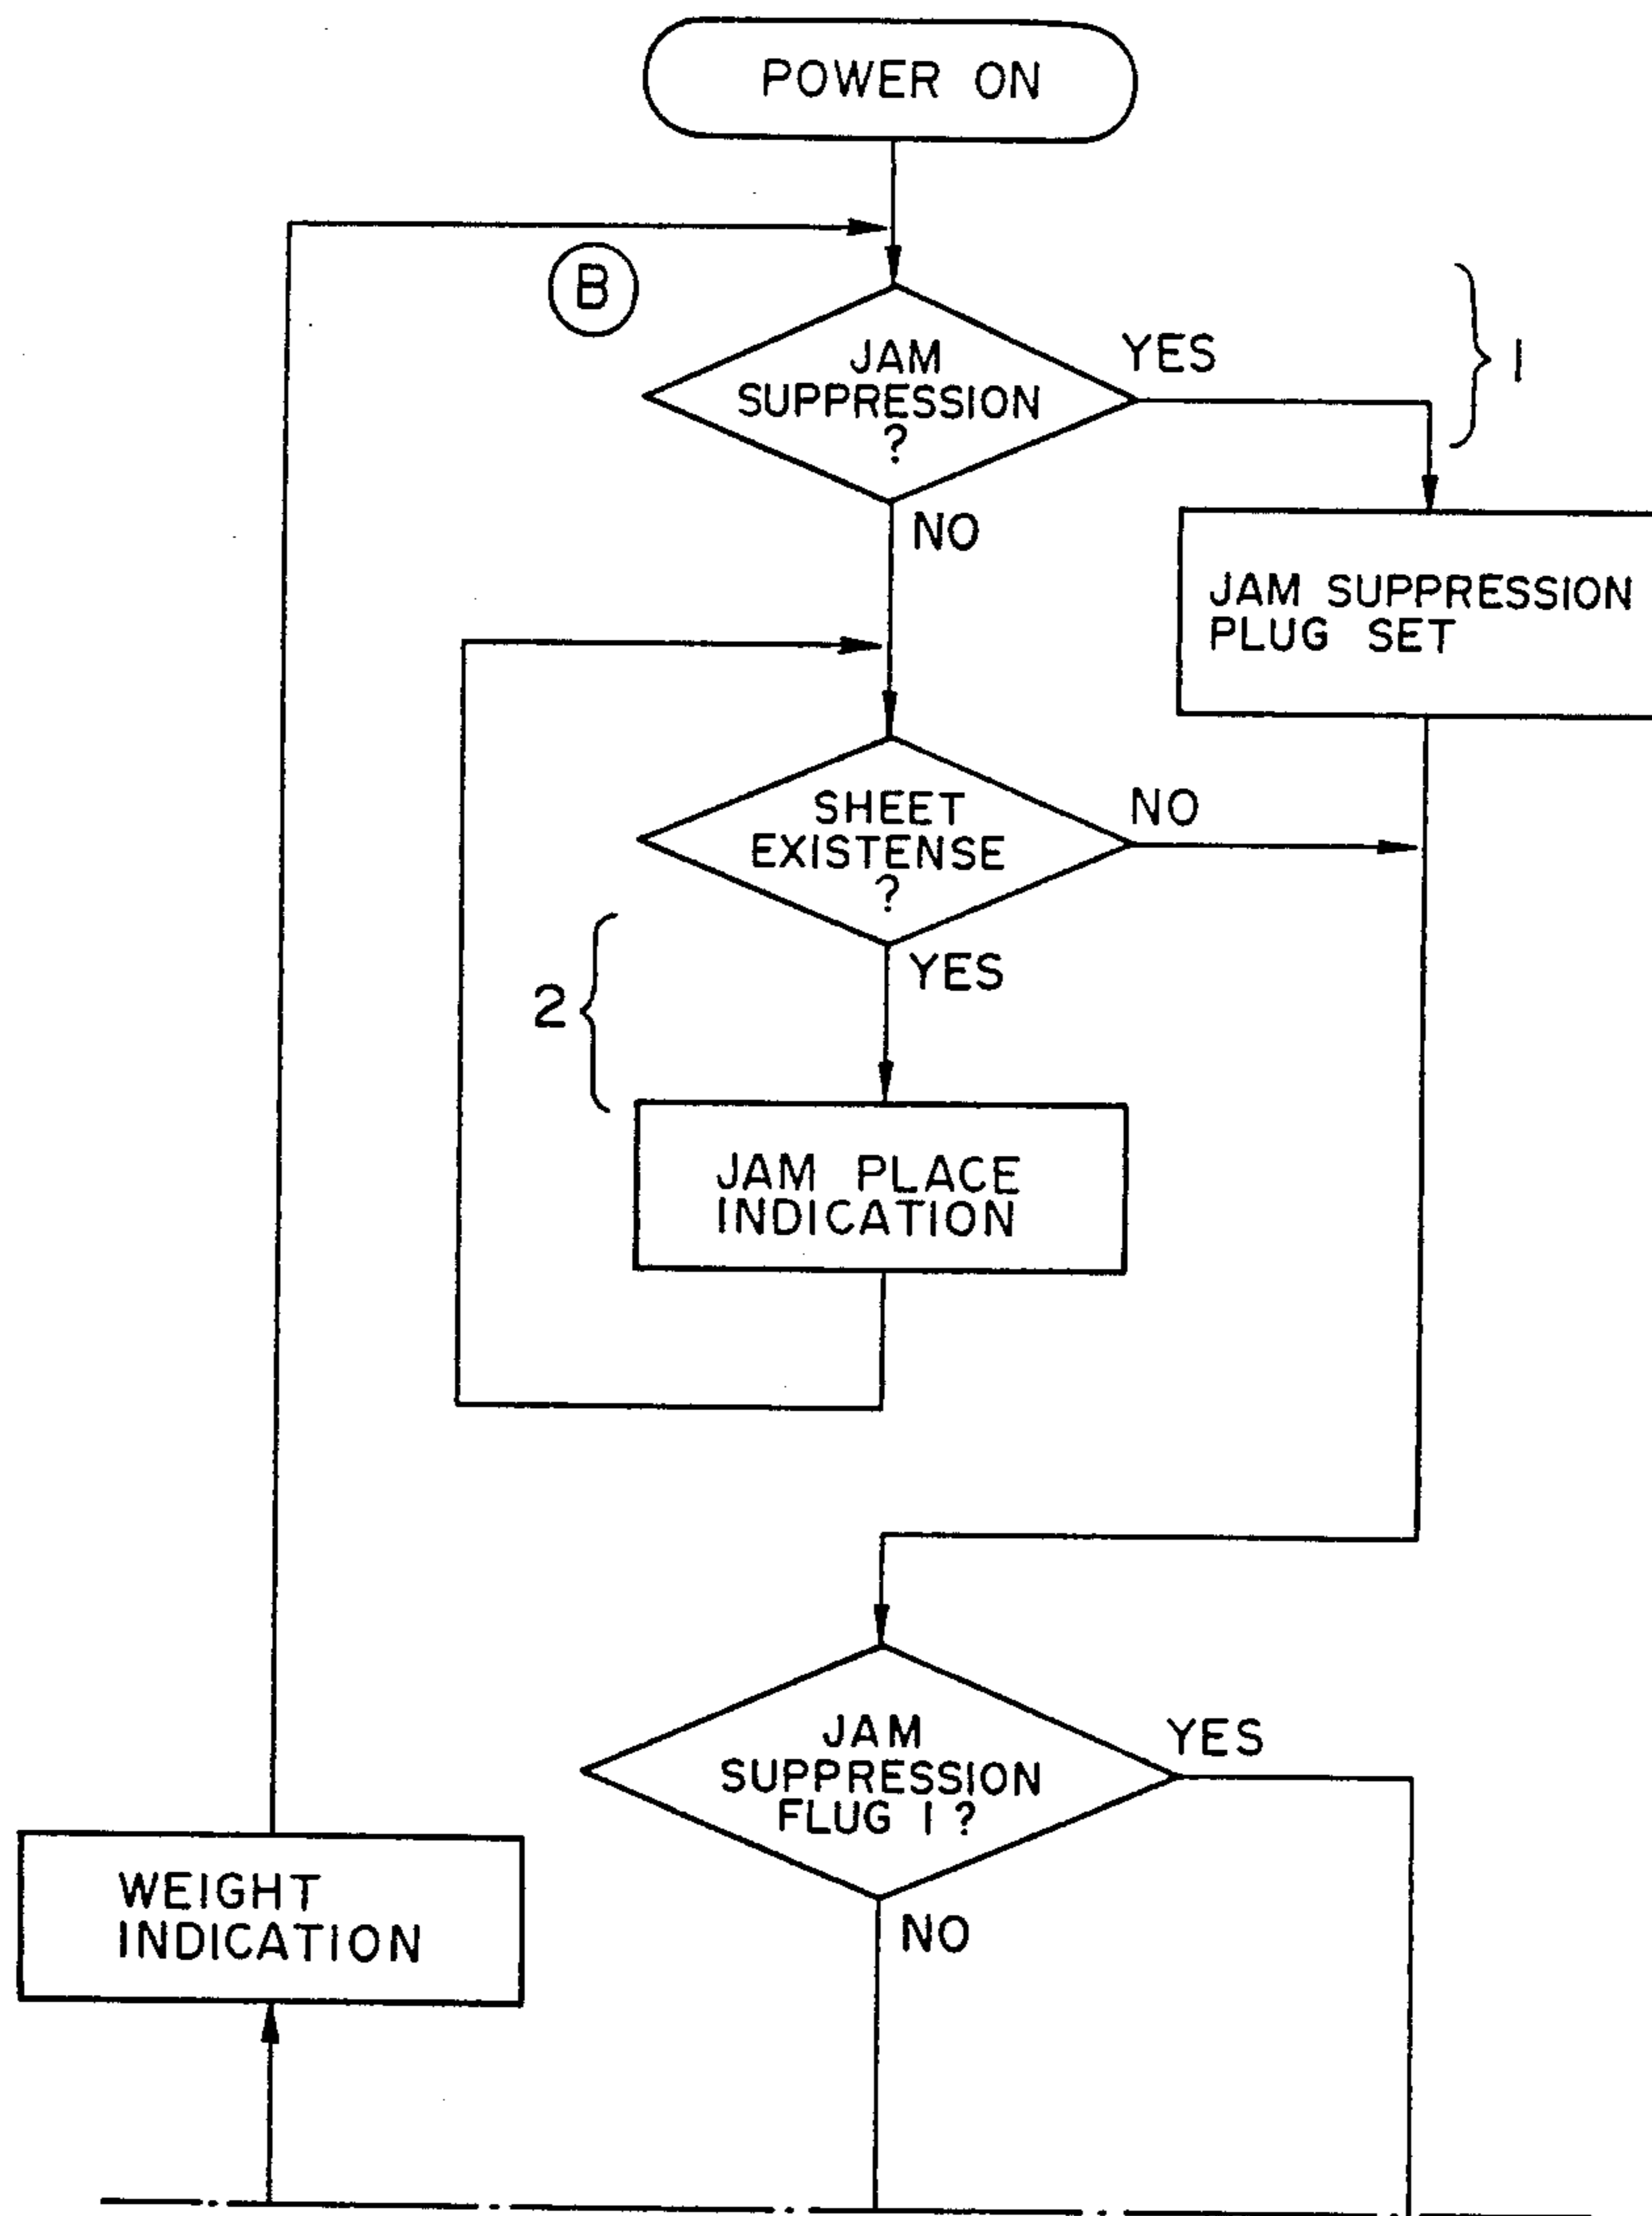 POWER ON
B
JAM
SUPPRESSION
?
YES
1
NO
JAM SUPPRESSION
PLUG SET
SHEET
EXISTENSE
?
NO
YES
2
JAM PLACE
INDICATION
JAM
SUPPRESSION
FLUG 1 ?
YES
NO
WEIGHT
INDICATION